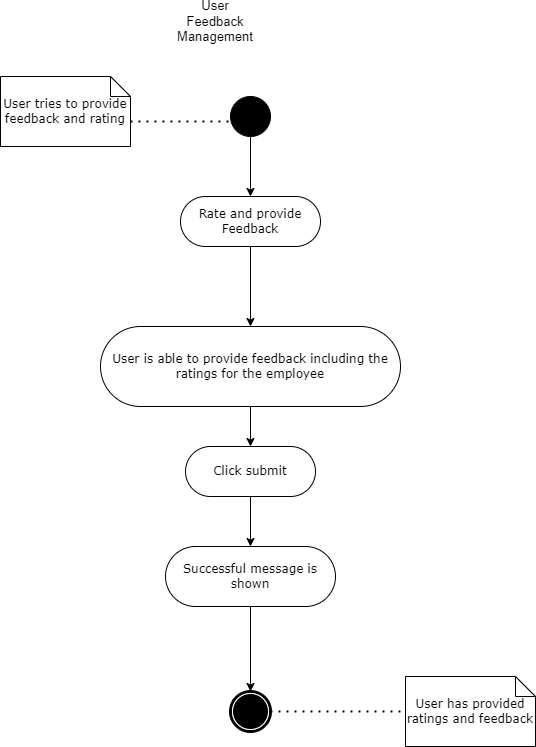 User
Feedback
Management
User tries to provide
feedback and rating
Rate and provide
Feedback
User is able to provide feedback including the
ratings for the employee
Click submit
Successful message is
shown
User has provided
ratings and feedback